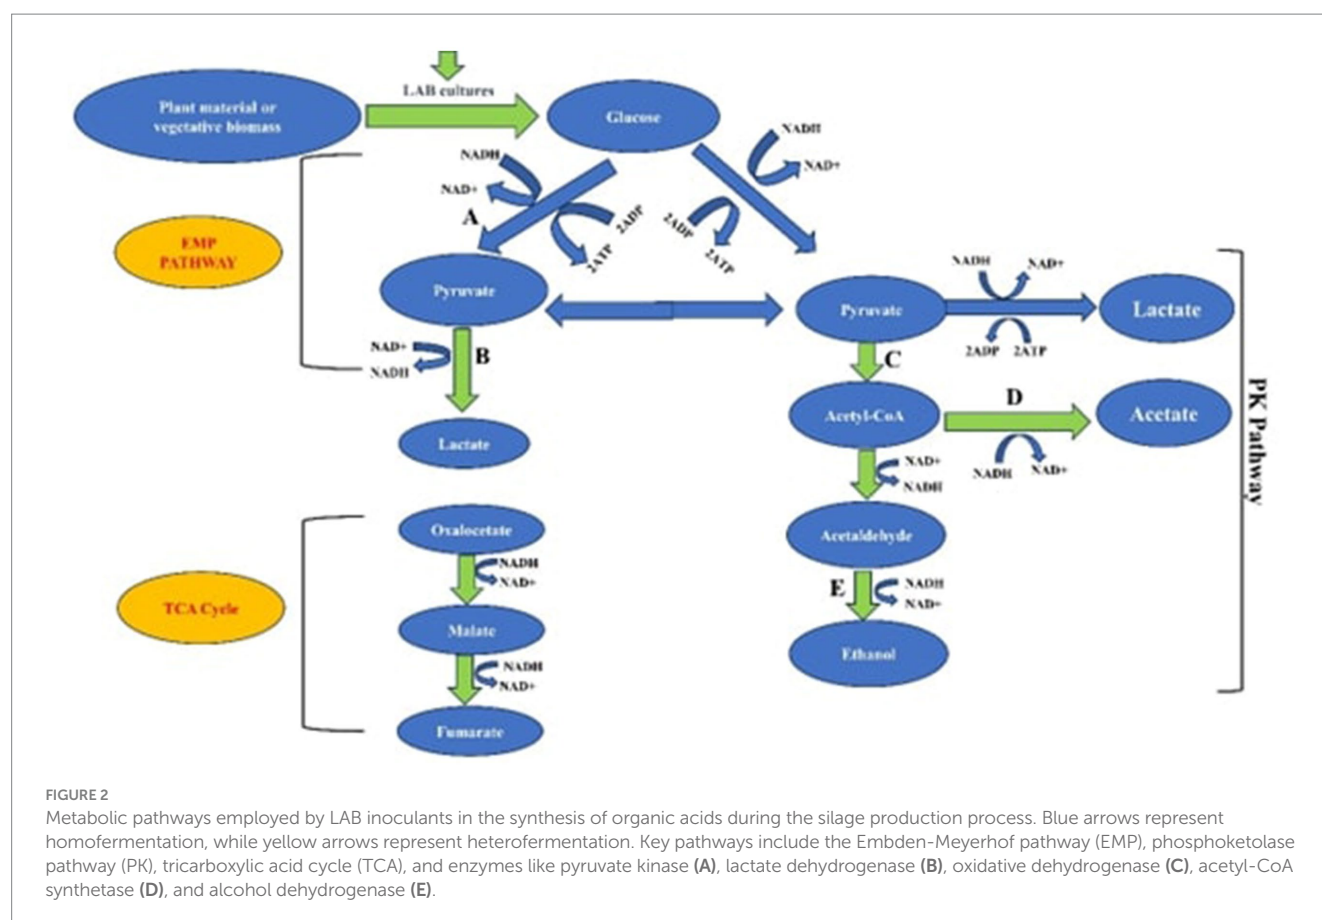 LAB cultures
Plant material or
vegetative biomass
Glucose
NADH
NAD+
A
2ADP
2ATP
NADH
NAD+
2ADP
2ATP
EMP
PATHWAY
Pyruvate
NAD+
NADH
B
Lactate
Pyruvate
NADH
NAD+
2ADP
2ATP
Lactate
C
Acetyl-CoA
D
NADH
NAD+
Acetate
NAD+
NADH
Acetaldehyde
E
NADH
NAD+
Ethanol
PK Pathway
TCA Cycle
Oxalocetate
NADH
NAD+
Malate
NADH
NAD+
Fumarate
FIGURE 2
Metabolic pathways employed by LAB inoculants in the synthesis of organic acids during the silage production process. Blue arrows represent
homofermentation, while yellow arrows represent heterofermentation. Key pathways include the Embden-Meyerhof pathway (EMP), phosphoketolase
pathway (PK), tricarboxylic acid cycle (TCA), and enzymes like pyruvate kinase (A), lactate dehydrogenase (B), oxidative dehydrogenase (C), acetyl-CoA
synthetase (D), and alcohol dehydrogenase (E).